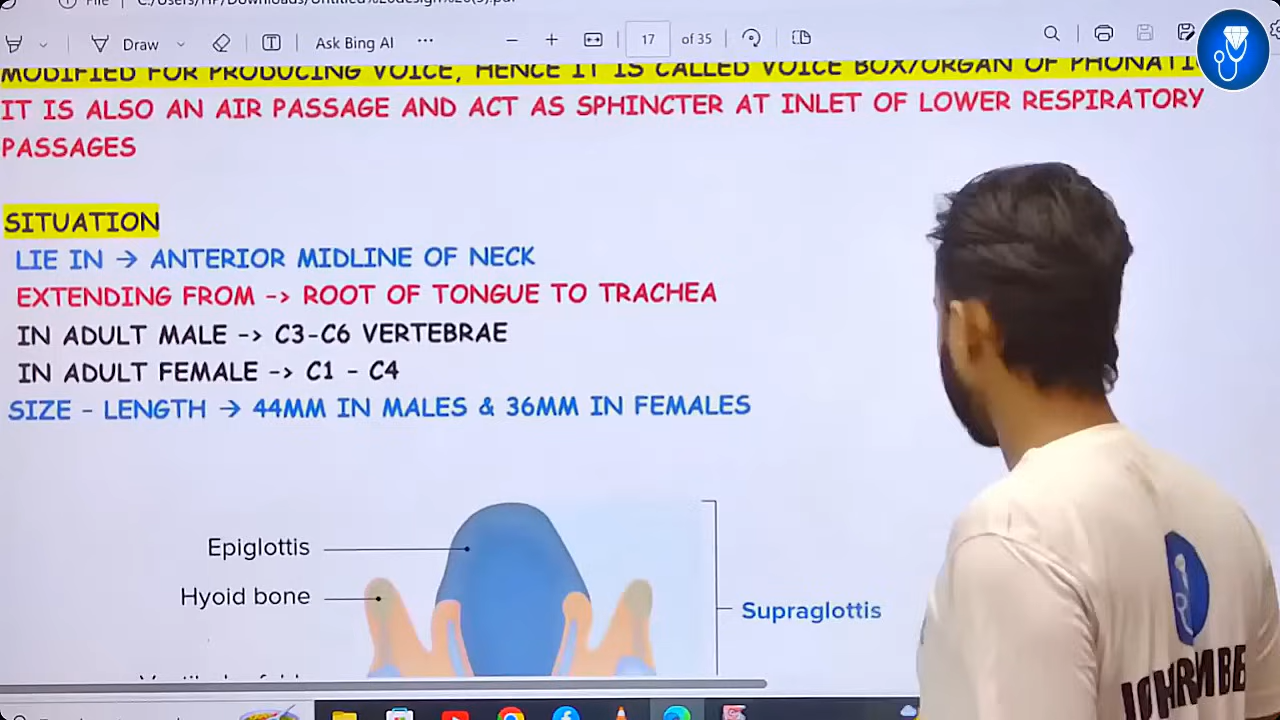 File
Draw
Ask Bing AI
17
of 35
MODIFIED FOR PRODUCING VOICE, HENCE IT IS CALLED VOICE BOX/ORGAN OF
IT IS ALSO AN AIR PASSAGE AND ACT AS SPHINCTER AT INLET OF LOWER RESPIRATORY
PASSAGES
SITUATION
LIE IN → ANTERIOR MIDLINE OF NECK
EXTENDING FROM -> ROOT OF TONGUE TO TRACHEA
IN ADULT MALE -> C3-C6 VERTEBRAE
IN ADULT FEMALE -> C1 - C4
SIZE - LENGTH → 44MM IN MALES & 36MM IN FEMALES
Epiglottis
Hyoid bone
Supraglottis